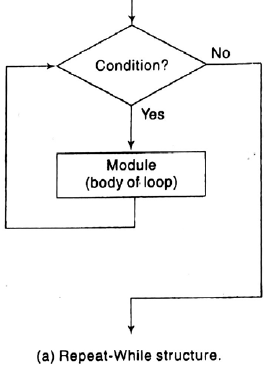 Condition?
No
Yes
Module
(body of loop)
(a) Repeat-While structure.